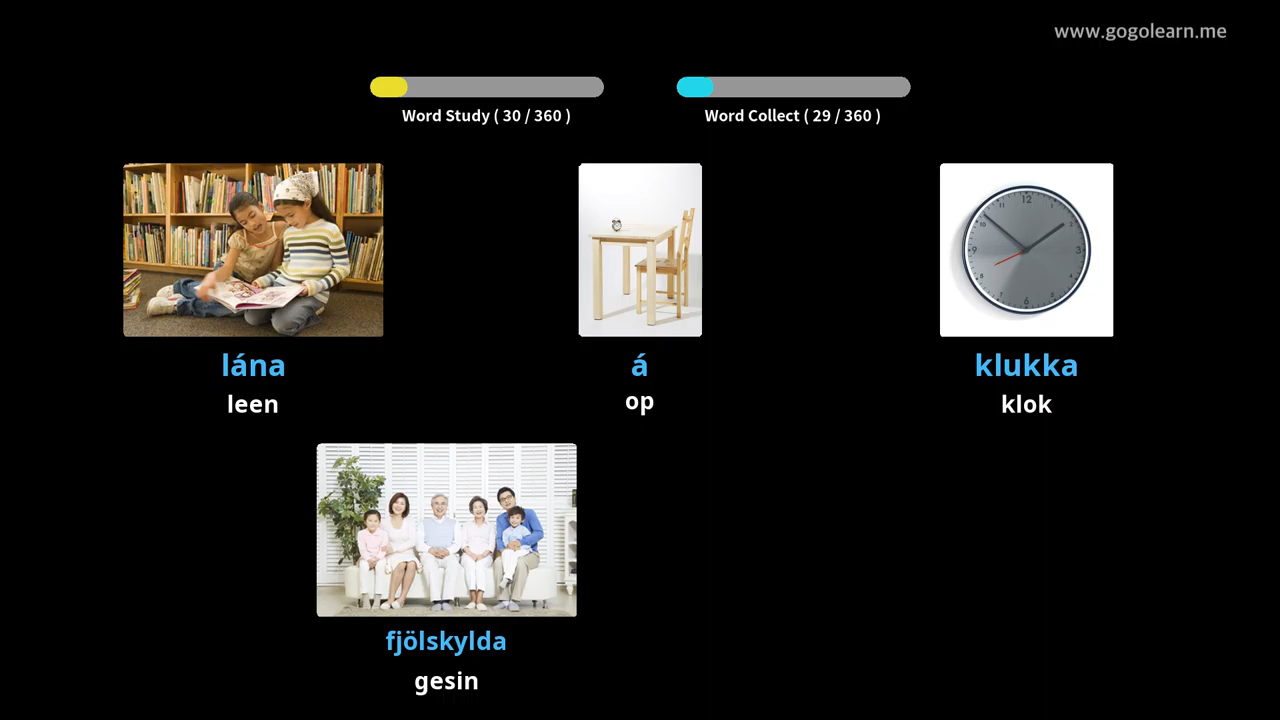 www.gogolearn.me
Word Study ( 30 / 360 )
Word Collect ( 29 / 360 )
lána
leen
á
op
klukka
klok
fjölskylda
gesin